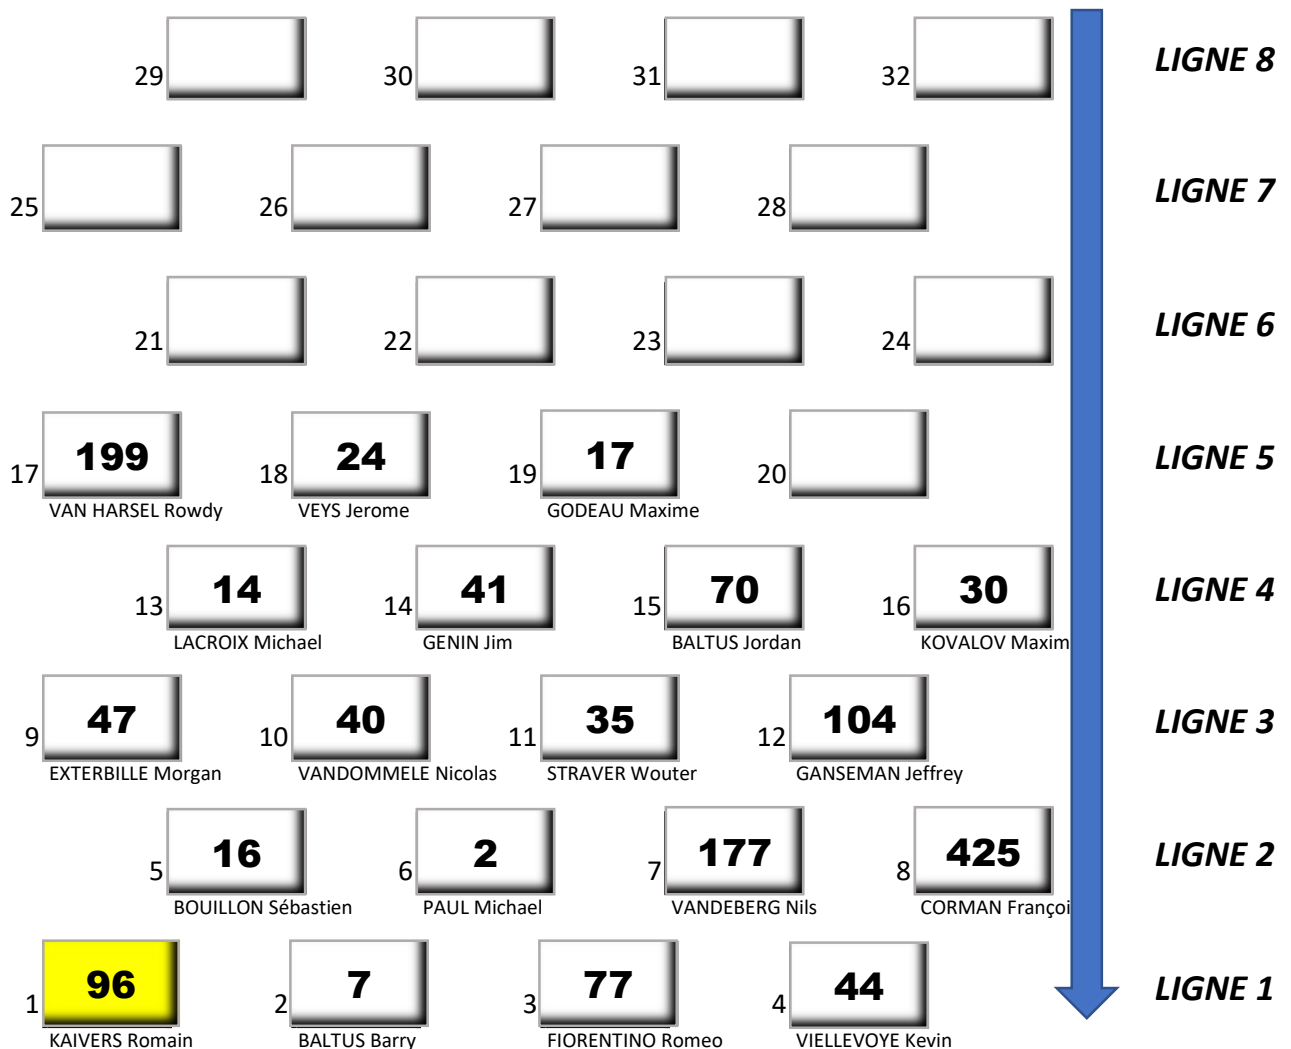 29 30 31 32 LIGNE 8
25 26 27 28 LIGNE 7
21 22 23 24 LIGNE 6
17 199 18 24 19 17 20 LIGNE 5
VAN HARSEL Rowdy VEYS Jerome GODEAU Maxime
13 14 14 41 15 70 16 30 LIGNE 4
LACROIX Michael GENIN Jim BALTUS Jordan KOVALOV Maxim
9 47 10 40 11 35 12 104 LIGNE 3
EXTERBILLE Morgan VANDOMMELE Nicolas STRAVER Wouter GANSEMAN Jeffrey
5 16 6 2 7 177 8 425 LIGNE 2
BOUILLON Sébastien PAUL Michael VANDEBERG Nils CORMAN Françoi
1 96 2 7 3 77 4 44 LIGNE 1
KAIVERS Romain BALTUS Barry FIORENTINO Romeo VIELLEVOYE Kevin